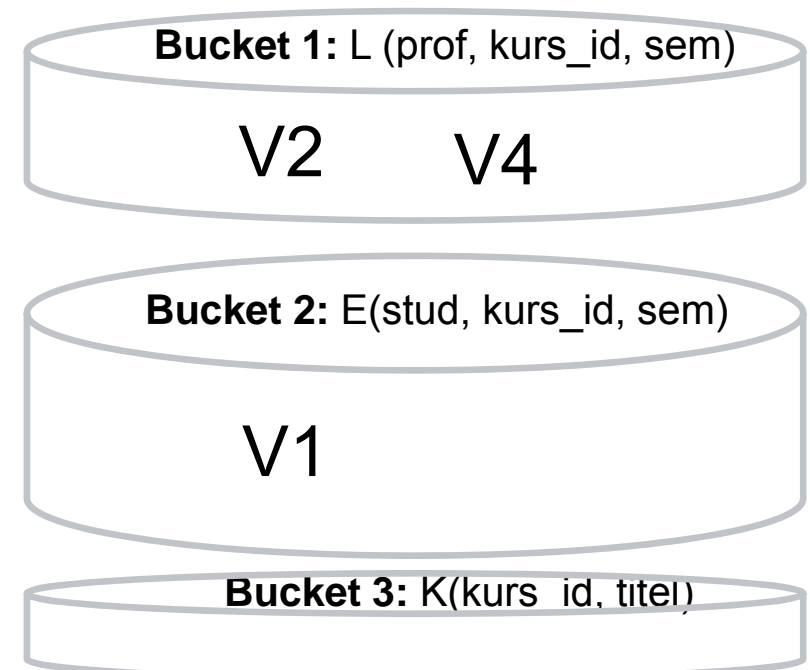 Bucket 1: L (prof, kurs_id, sem)
V2 V4
Bucket 2: E(stud, kurs_id, sem)
V1
Bucket 3: K(kurs_id, titel)